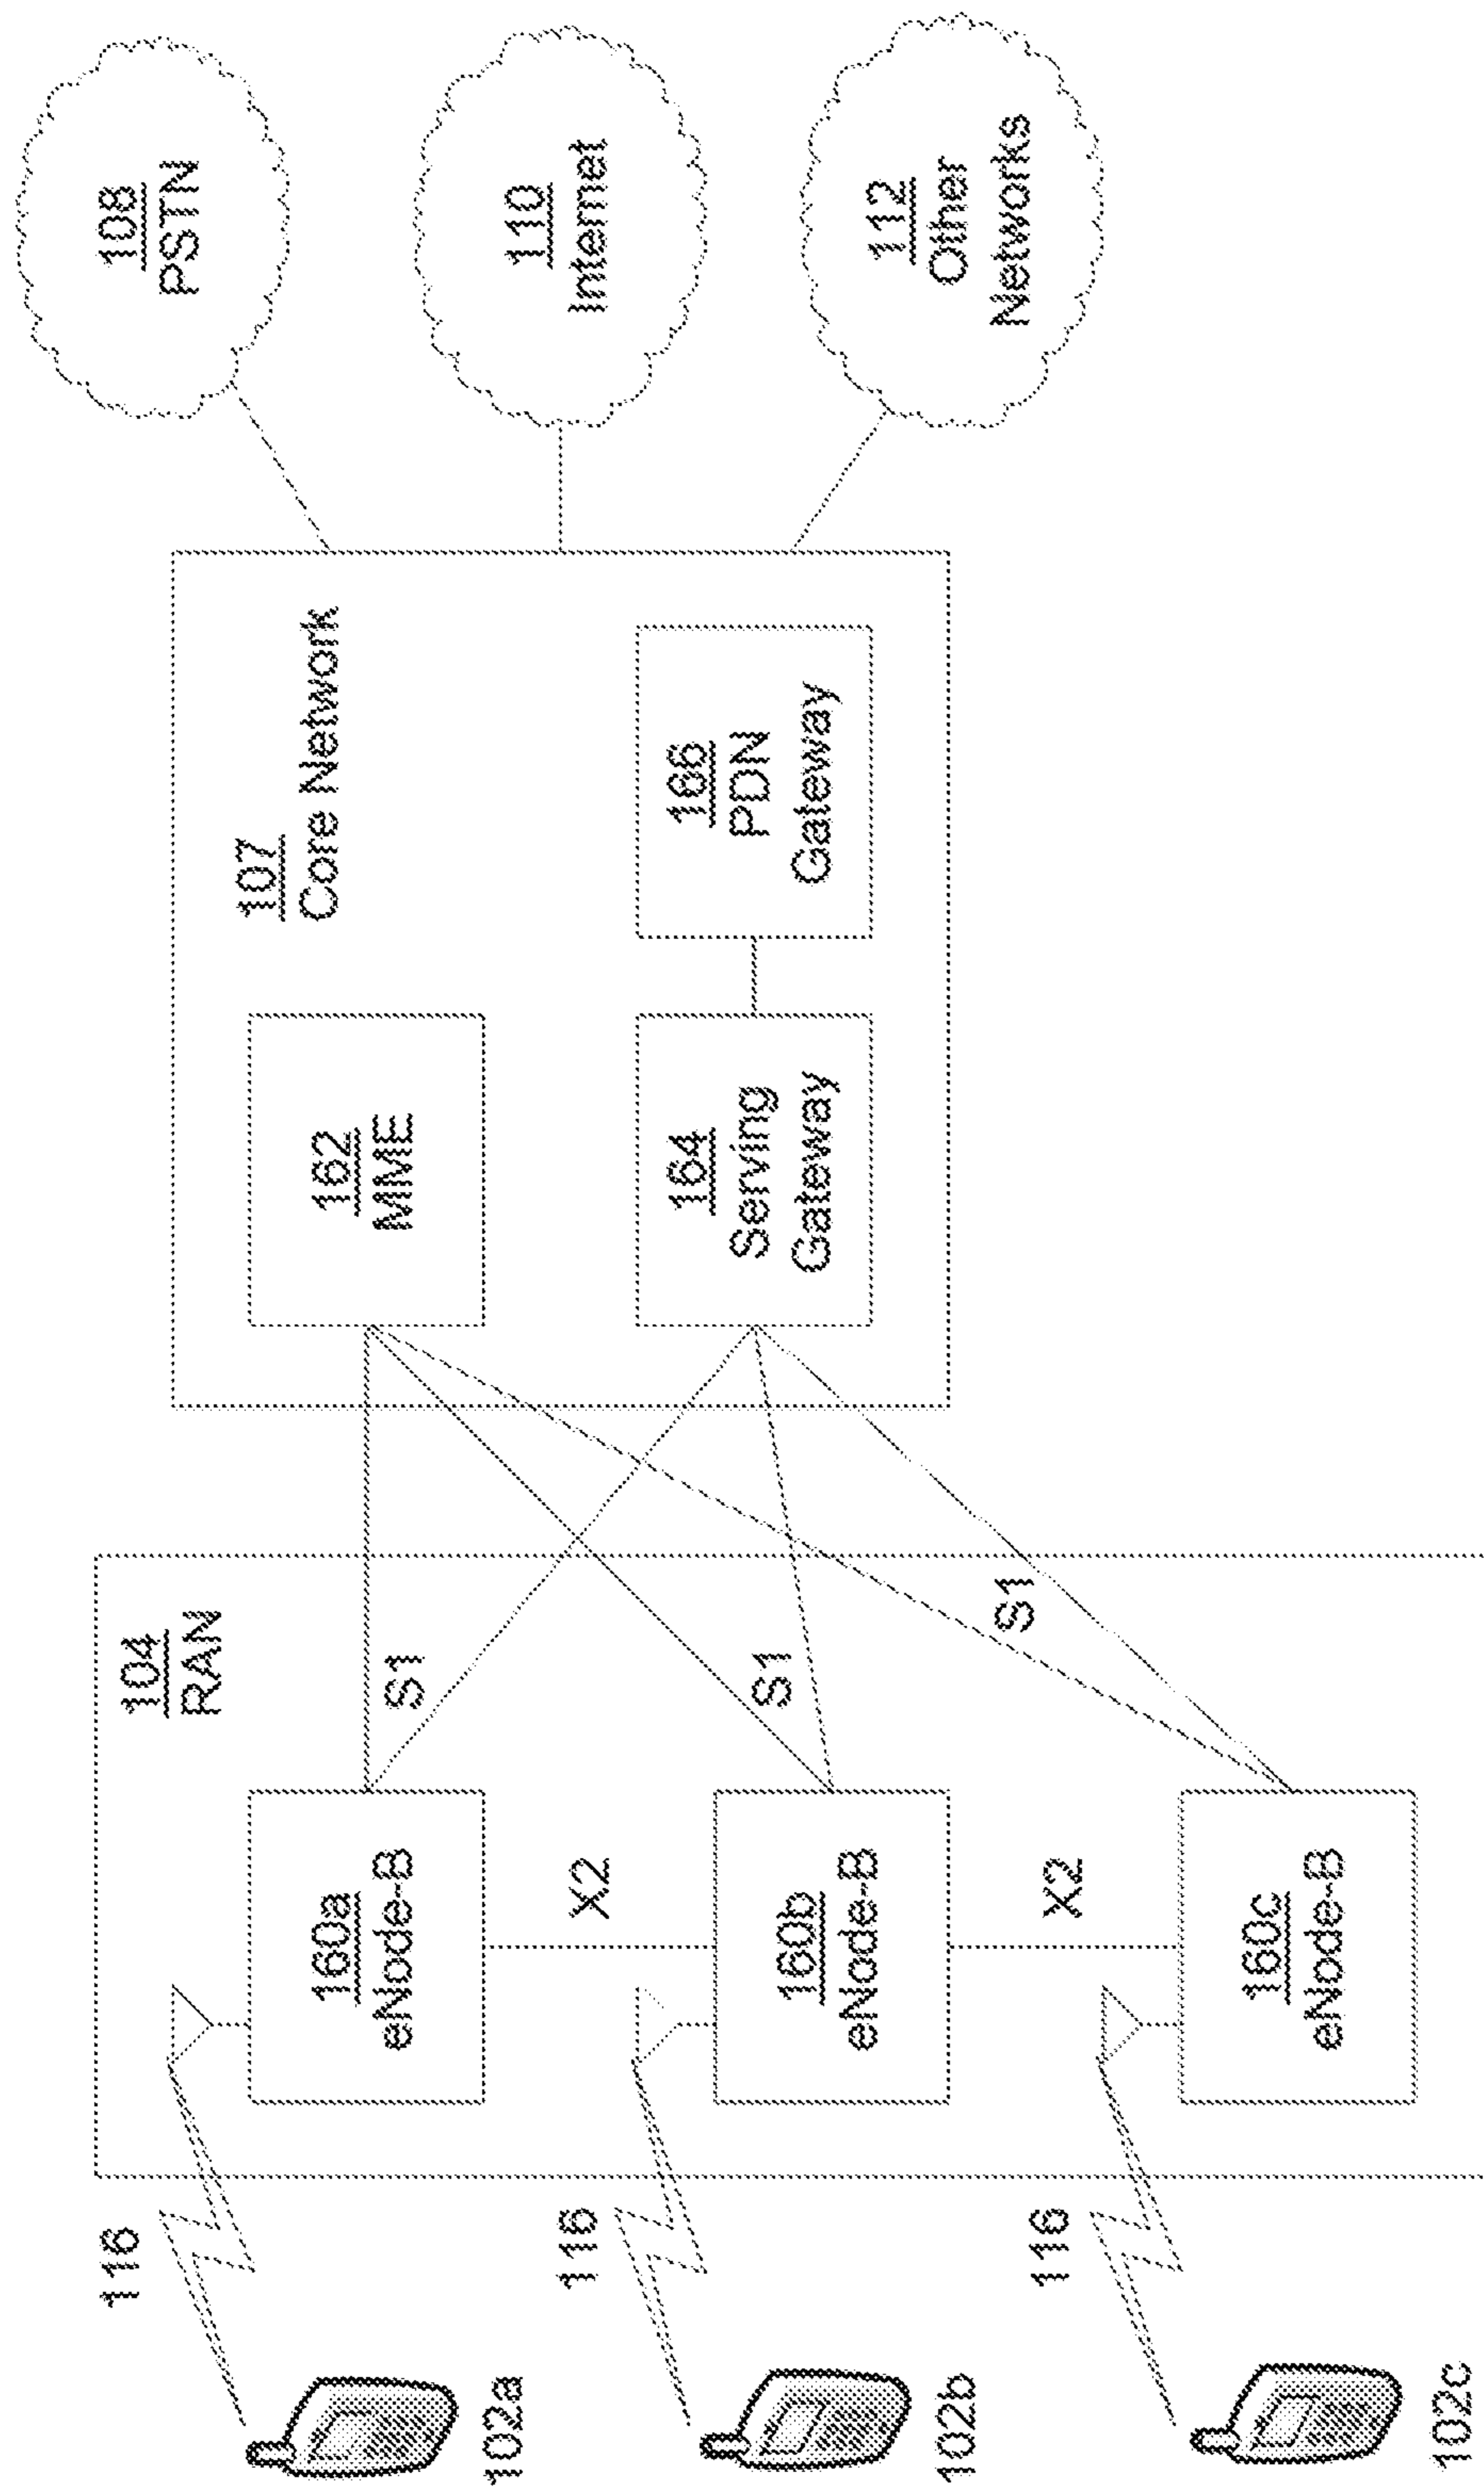 116
102a
116
102b
116
102c
104
RAN
160a
eNode-B
X2
160b
eNode-B
X2
160c
eNode-B
S1
S1
S1
107
Core Network
162
MME
164
Serving
Gateway
166
PDN
Gateway
108
PSTN
110
Internet
112
Other
Networks